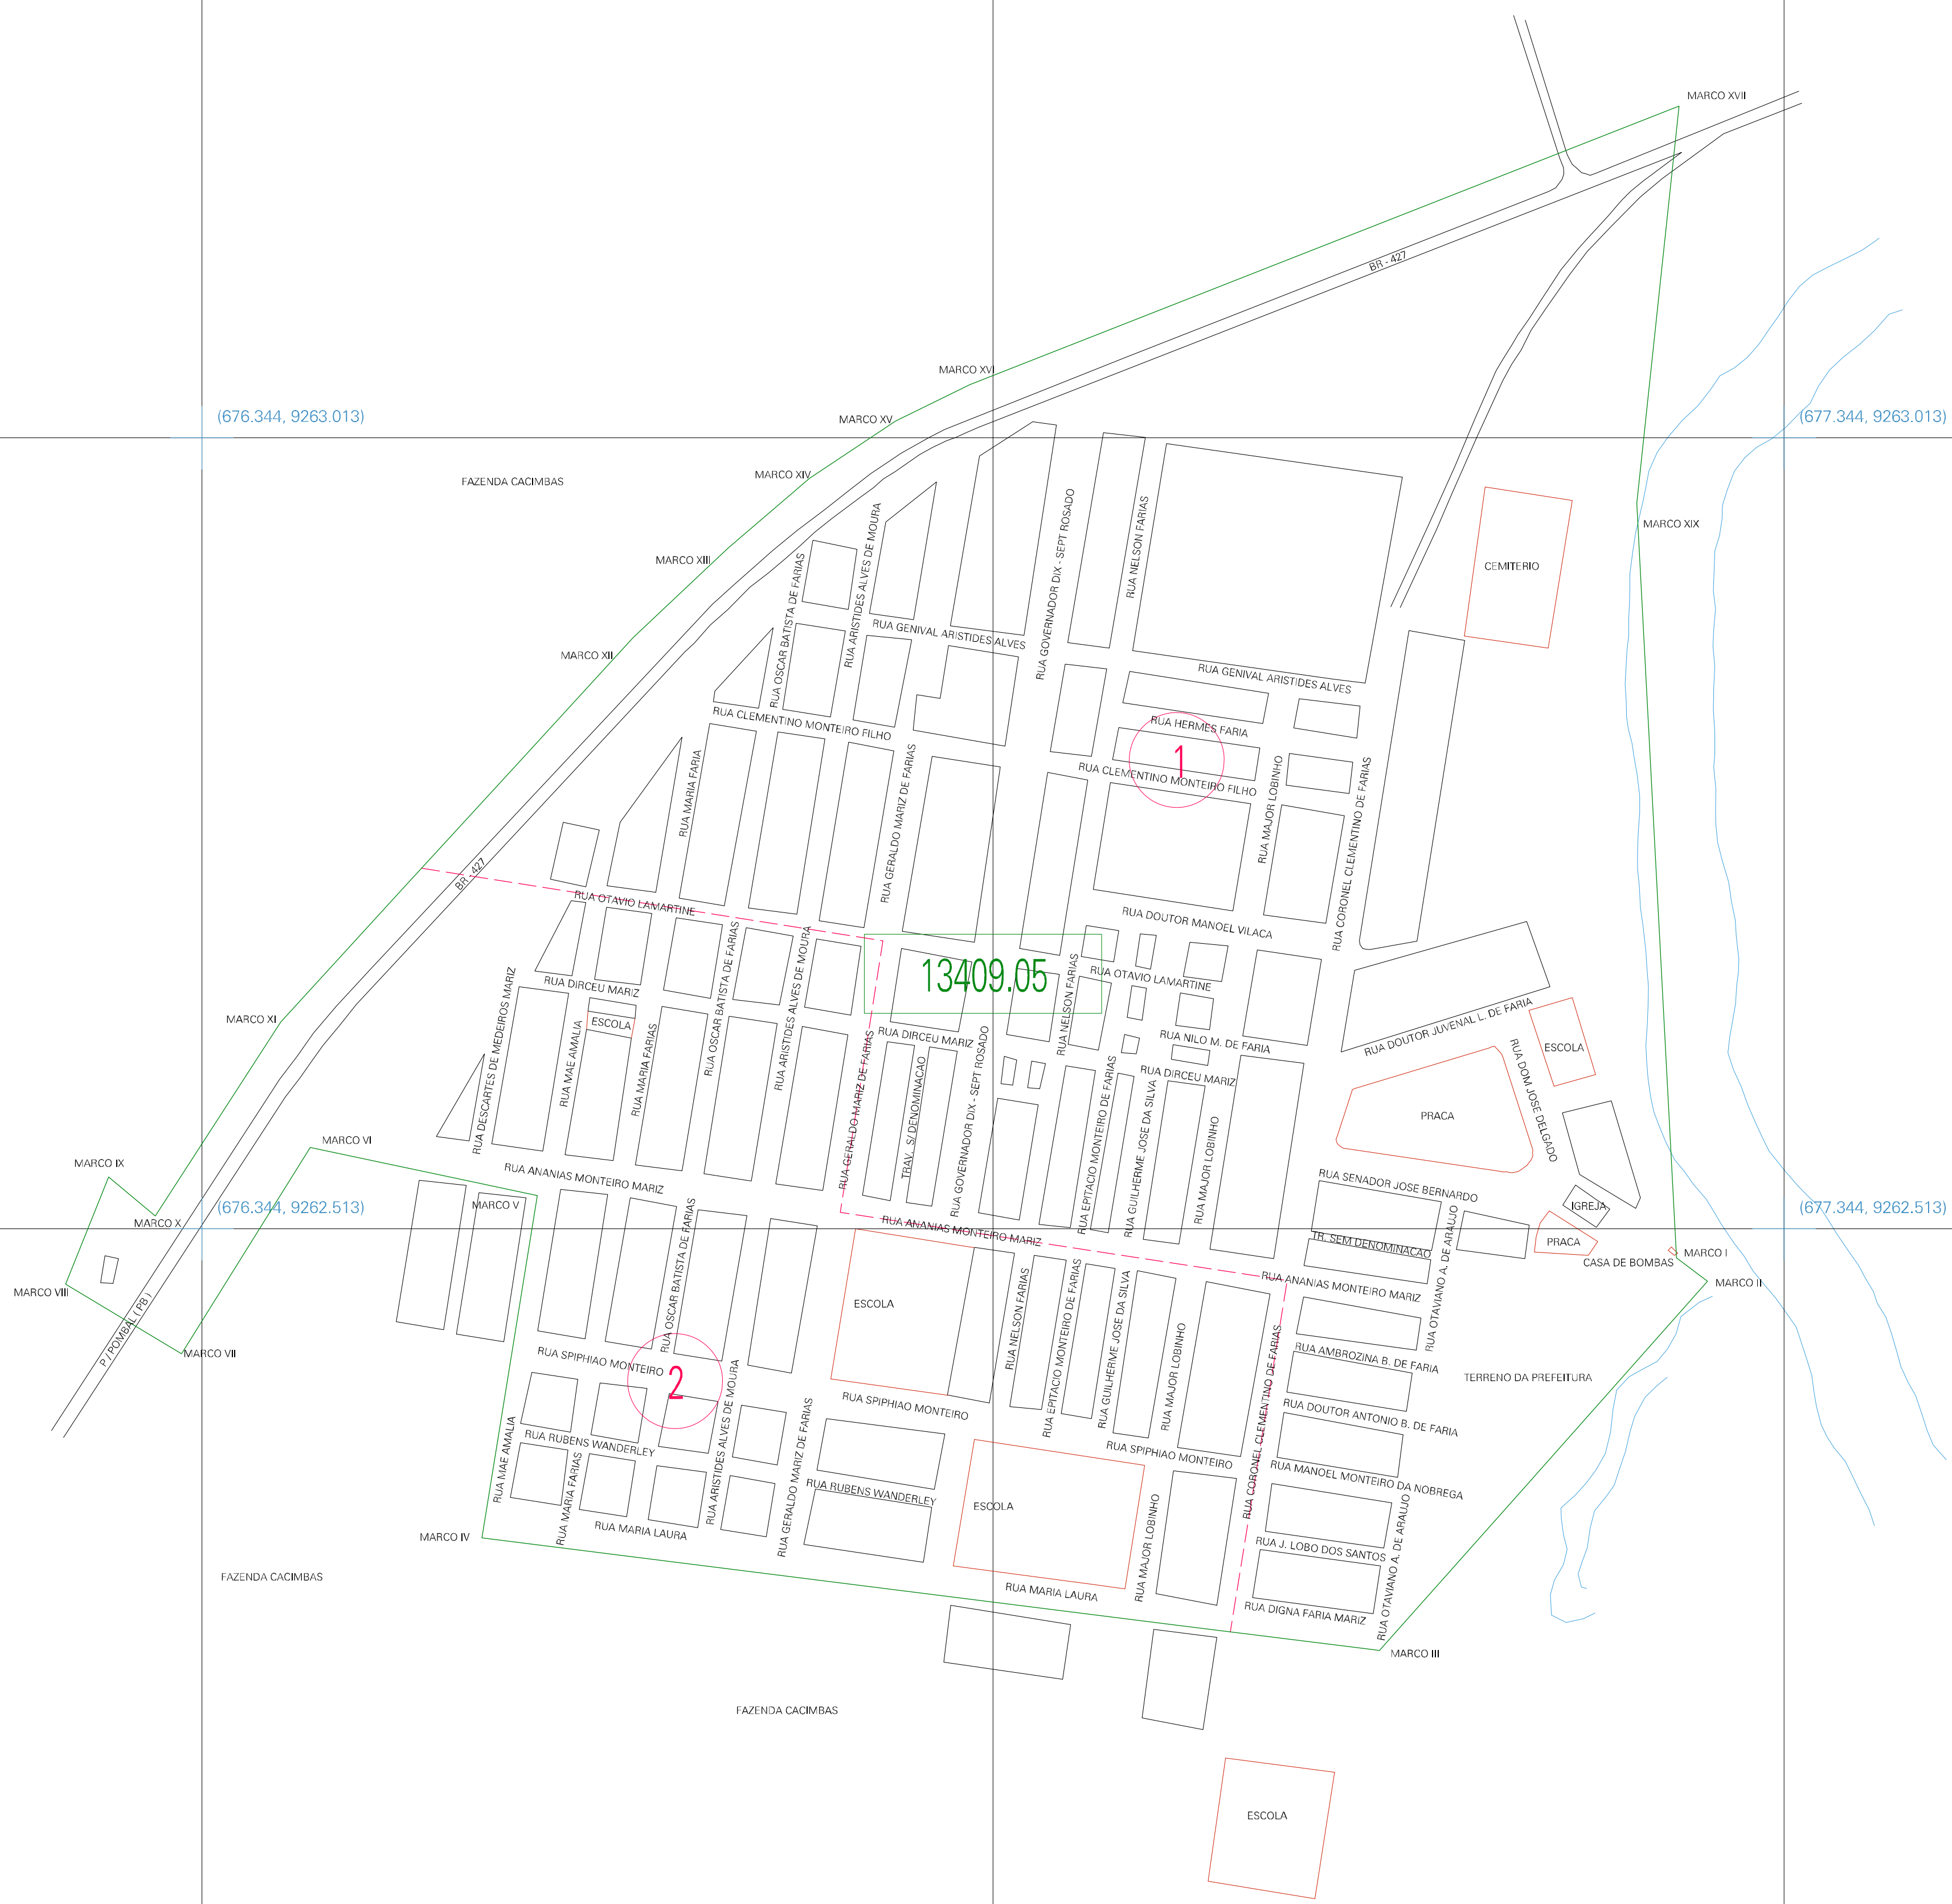 MARCO XVII
BR - 427
MARCO XVI
MARCO XV
(676.344, 9263.013)
(677.344, 9263.013)
MARCO XIV
FAZENDA CACIMBAS
MARCO XIX
MARCO XIII
CEMITERIO
RUA NELSON FARIAS
RUA GOVERNADOR DIX - SEPT ROSADO
RUA ARISTIDES ALVES DE MOURA
RUA OSCAR BATISTA DE FARIAS
RUA GENIVAL ARISTIDES ALVES
MARCO XII
RUA GENIVAL ARISTIDES ALVES
RUA CLEMENTINO MONTEIRO FILHO
RUA HERMES FARIA
1
RUA CLEMENTINO MONTEIRO FILHO
RUA MARIA FARIA
RUA GERALDO MARIZ DE FARIAS
RUA MAJOR LOBINHO
RUA CORONEL CLEMENTINO DE FARIAS
BR - 427
RUA OTAVIO LAMARTINE
RUA DOUTOR MANOEL VILACA
13409.05
RUA OTAVIO LAMARTINE
RUA DIRCEU MARIZ
RUA DESCARTES DE MEDEIROS MARIZ
RUA OSCAR BATISTA DE FARIAS
RUA ARISTIDES ALVES DE MOURA
RUA NELSON FARIAS
MARCO XI
ESCOLA
RUA MAE AMALIA
RUA MARIA FARIAS
RUA DIRCEU MARIZ
RUA NILO M. DE FARIA
RUA DIRCEU MARIZ
RUA DOUTOR JUVENAL L. DE FARIA
ESCOLA
RUA DOM JOSE DELGADO
PRACA
RUA GERALDO MARIZ DE FARIAS
TRAV. S/ DENOMINACAO
RUA GOVERNADOR DIX - SEPT ROSADO
RUA EPITACIO MONTEIRO DE FARIAS
RUA GUILHERME JOSE DA SILVA
RUA MAJOR LOBINHO
MARCO VI
MARCO IX
RUA ANANIAS MONTEIRO MARIZ
RUA SENADOR JOSE BERNARDO
MARCO V
IGREJA
(676.344, 9262.513)
(677.344, 9262.513)
MARCO X
RUA ANANIAS MONTEIRO MARIZ
TR. SEM DENOMINACAO
PRACA
MARCO I
CASA DE BOMBAS
RUA OTAVIANO A. DE ARAUJO
RUA ANANIAS MONTEIRO MARIZ
MARCO II
MARCO VIII
P / POMBAL ( PB )
ESCOLA
RUA OSCAR BATISTA DE FARIAS
RUA NELSON FARIAS
RUA EPITACIO MONTEIRO DE FARIAS
RUA GUILHERME JOSE DA SILVA
RUA MAJOR LOBINHO
RUA CORONEL CLEMENTINO DE FARIAS
MARCO VII
RUA SPIPHIAO MONTEIRO
RUA AMBROZINA B. DE FARIA
TERRENO DA PREFEITURA
2
RUA SPIPHIAO MONTEIRO
RUA DOUTOR ANTONIO B. DE FARIA
RUA RUBENS WANDERLEY
RUA SPIPHIAO MONTEIRO
RUA MANOEL MONTEIRO DA NOBREGA
RUA MAE AMALIA
RUA MARIA FARIAS
RUA ARISTIDES ALVES DE MOURA
RUA GERALDO MARIZ DE FARIAS
RUA RUBENS WANDERLEY
ESCOLA
RUA MAJOR LOBINHO
RUA OTAVIANO A. DE ARAUJO
MARCO IV
RUA MARIA LAURA
RUA J. LOBO DOS SANTOS
FAZENDA CACIMBAS
RUA MARIA LAURA
RUA DIGNA FARIA MARIZ
MARCO III
FAZENDA CACIMBAS
ESCOLA